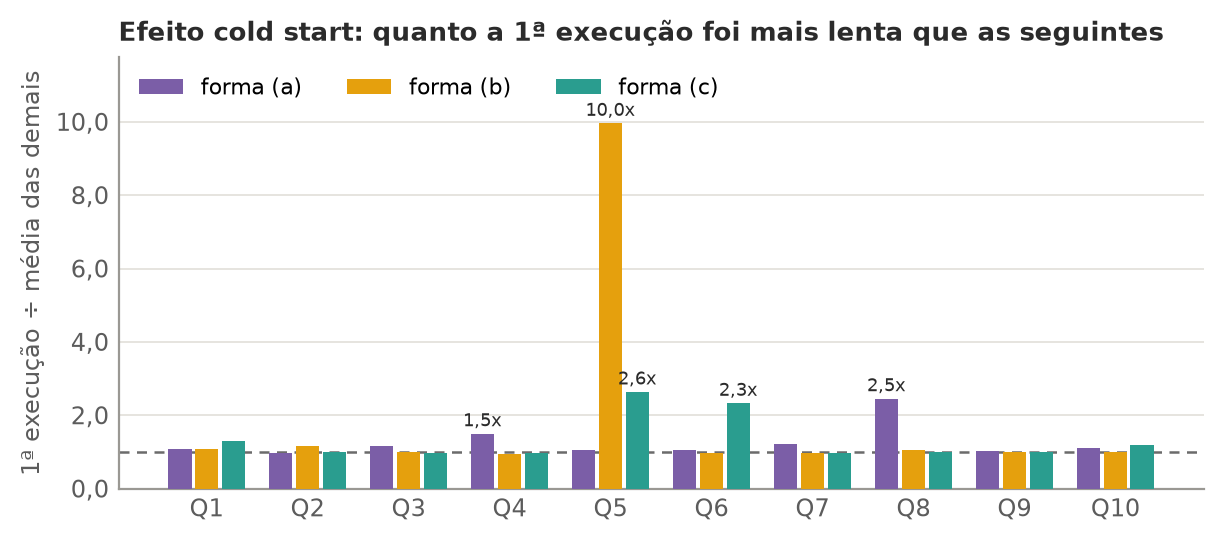 Efeito cold start: quanto a 1ª execução foi mais lenta que as seguintes
1ª execução ÷ média das demais
forma (a)
forma (b)
forma (c)
10,0
8,0
6,0
4,0
2,0
0,0
1,5x
10,0x
2,6x
2,3x
2,5x
Q1 Q2 Q3 Q4 Q5 Q6 Q7 Q8 Q9 Q10